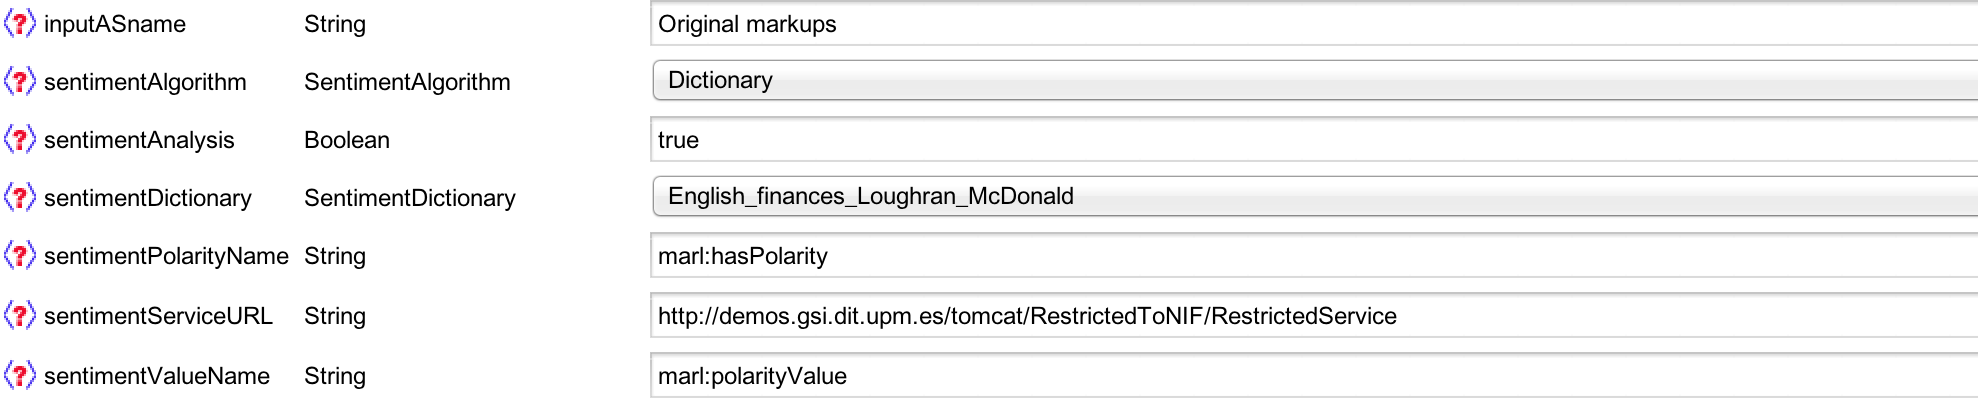 inputASname String Original markups
sentimentAlgorithm SentimentAlgorithm Dictionary
sentimentAnalysis Boolean true
sentimentDictionary SentimentDictionary English_finances_Loughran_McDonald
sentimentPolarityName String marl:hasPolarity
sentimentServiceURL String http://demos.gsi.dit.upm.es/tomcat/RestrictedToNIF/RestrictedService
sentimentValueName String marl:polarityValue